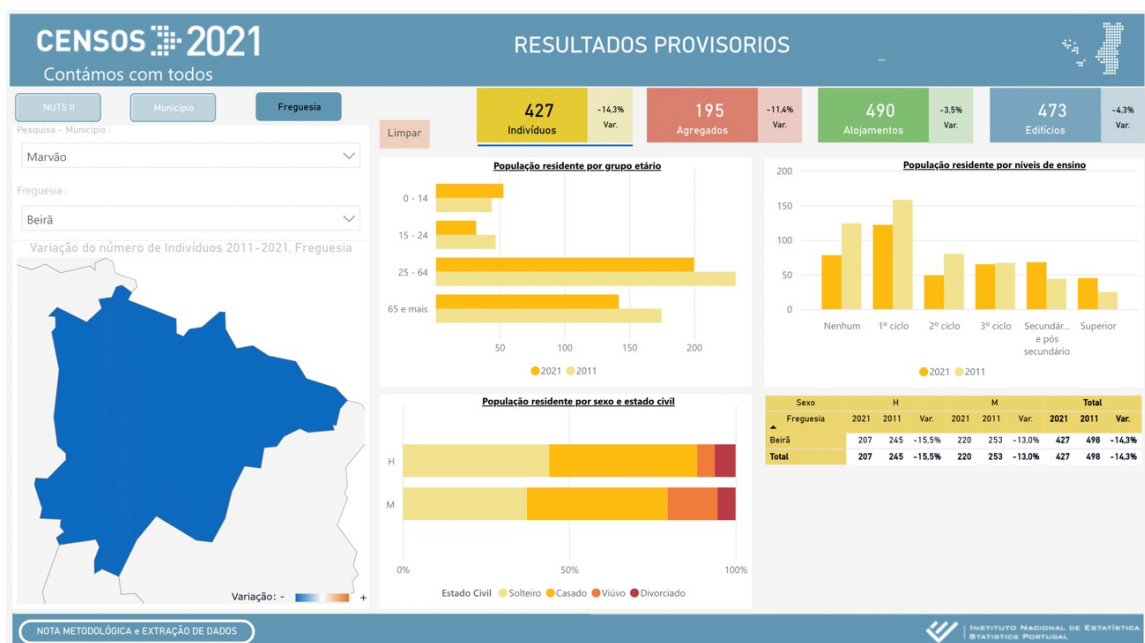 CENSOS 2021
Contámos com todos
RESULTADOS PROVISÓRIOS
NUTS II
Município
Freguesia
Pesquisa - Município :
Marvão
Freguesia :
Beirã
Limpar
427
Indivíduos
-14,3%
Var.
195
Agregados
-11,4%
Var.
490
Alojamentos
-3,5%
Var.
473
Edifícios
-4,3%
Var.
Variação do número de Indivíduos 2011-2021, Freguesia
Variação: - +
População residente por grupo etário
0 - 14
15 - 24
25 - 64
65 e mais
50 100 150 200
2021 2011
População residente por níveis de ensino
200
150
100
50
0
Nenhum 1º ciclo 2º ciclo 3º ciclo Secundár... Superior
e pós
secundário
2021 2011
População residente por sexo e estado civil
H
M
0% 50% 100%
Estado Civil Solteiro Casado Viúvo Divorciado
Sexo H M Total
Freguesia 2021 2011 Var. 2021 2011 Var. 2021 2011 Var.
Beirã 207 245 -15,5% 220 253 -13,0% 427 498 -14,3%
Total 207 245 -15,5% 220 253 -13,0% 427 498 -14,3%
NOTA METODOLÓGICA e EXTRAÇÃO DE DADOS
INSTITUTO NACIONAL DE ESTATÍSTICA
STATISTICS PORTUGAL